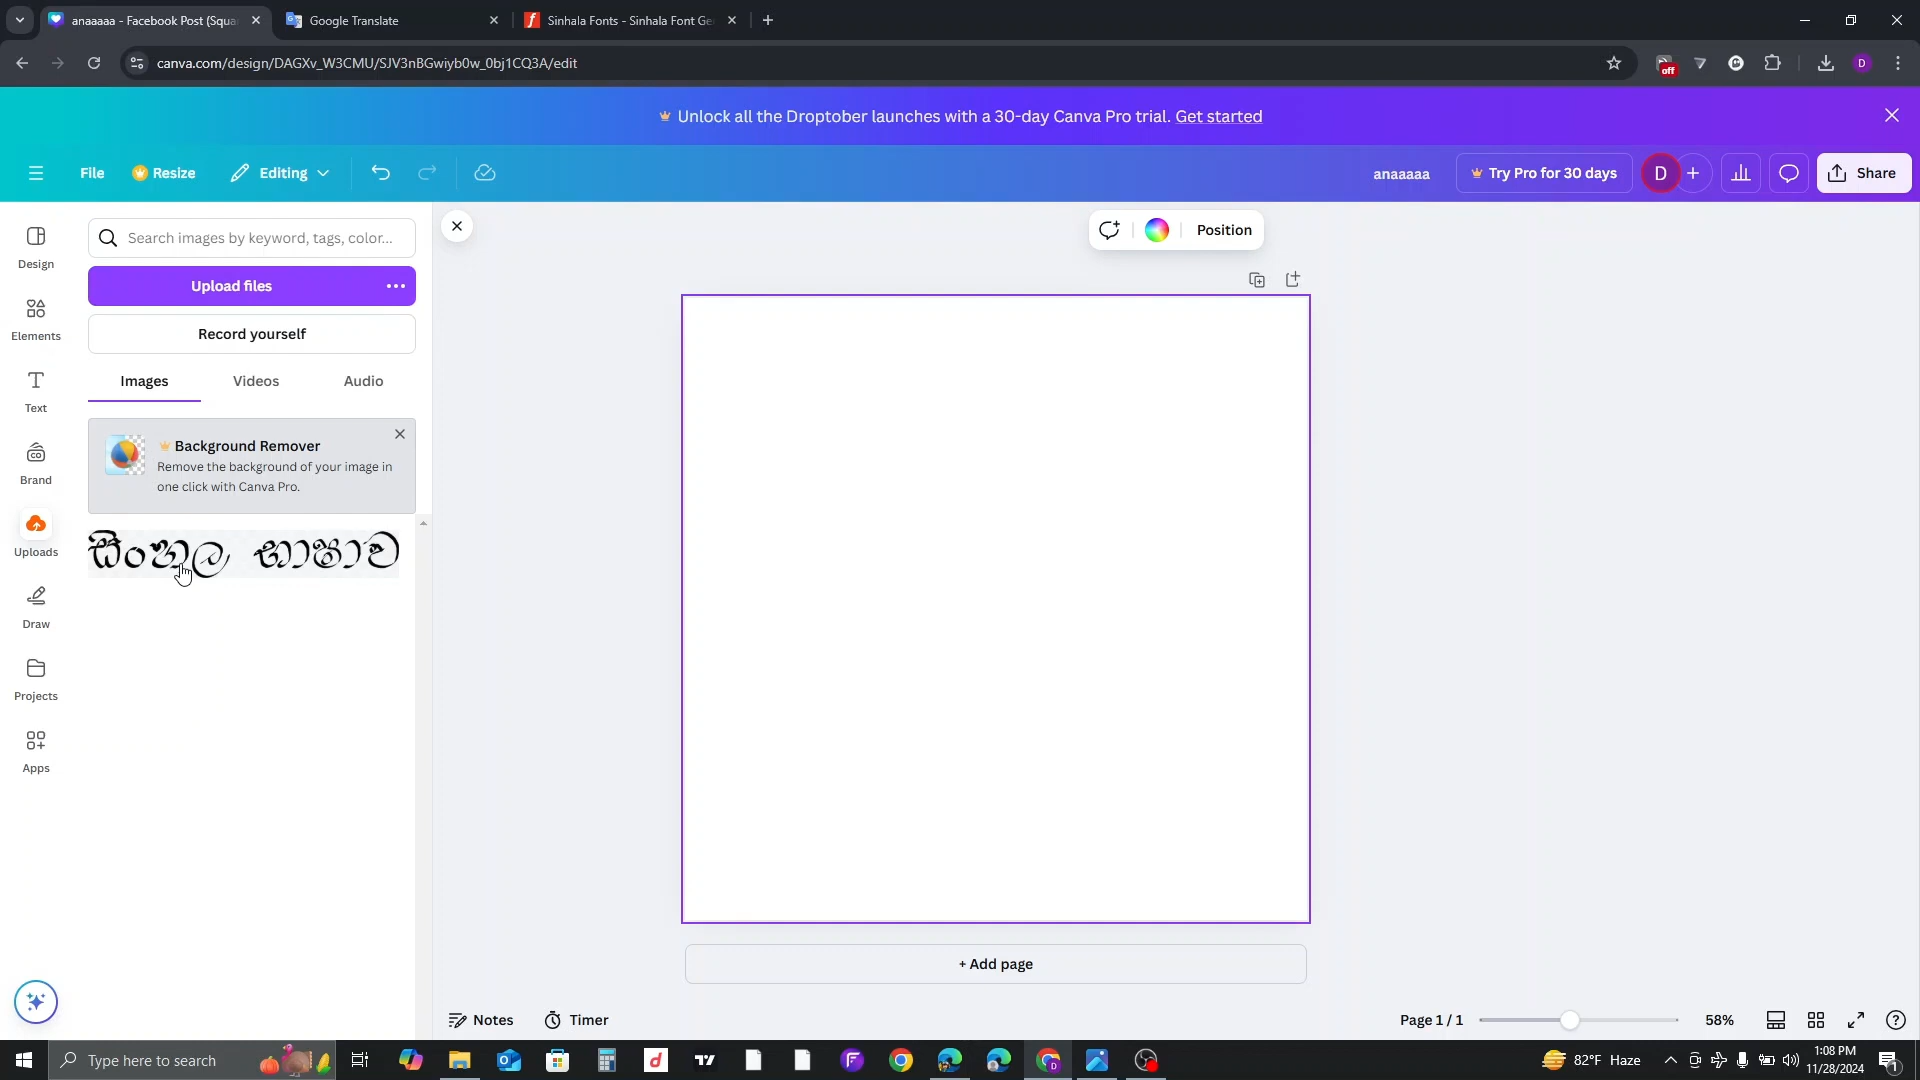 anaaaaa - Facebook Post (Squa
Google Translate
Sinhala Fonts - Sinhala Font Ge
canva.com/design/DAGXv_W3CMU/SJV3nBGwiyb0w_0bj1CQ3A/edit
off
D
Unlock all the Droptober launches with a 30-day Canva Pro trial. Get started
File
Resize
Editing
anaaaaa
Try Pro for 30 days
D
Share
Design
Elements
Text
Brand
Uploads
Draw
Projects
Apps
Search images by keyword, tags, color...
Upload files
Record yourself
Images
Videos
Audio
Background Remover
Remove the background of your image in
one click with Canva Pro.
සිංහල භාෂාව
Position
+ Add page
Notes
Timer
Page 1 / 1
58%
Type here to search
82°F Haze
1:08 PM
11/28/2024
1